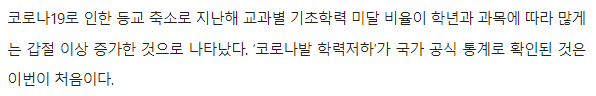 코로나19로 인한 등교 축소로 지난해 교과별 기초학력 미달 비율이 학년과 과목에 따라 많게
는 갑절 이상 증가한 것으로 나타났다. ‘코로나발 학력저하’가 국가 공식 통계로 확인된 것은
이번이 처음이다.